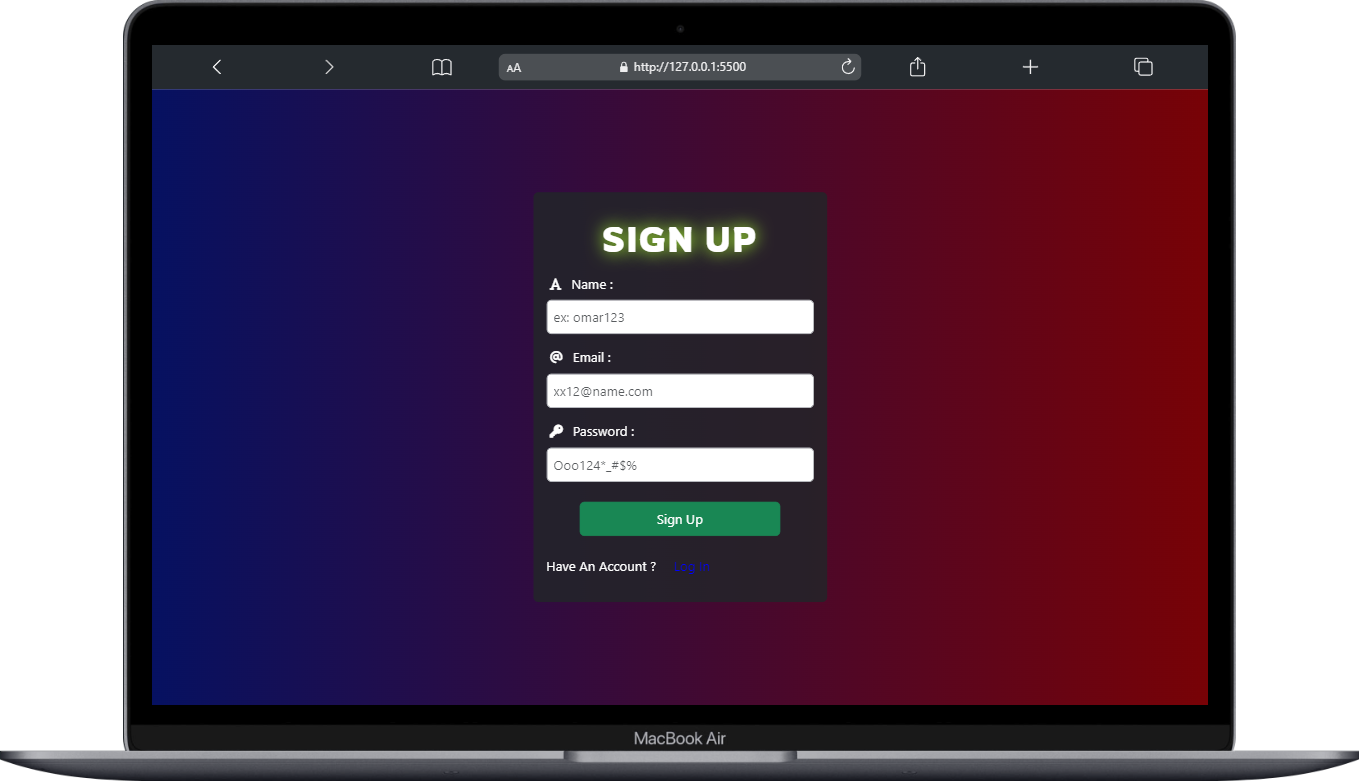 AA http://127.0.0.1:5500
SIGN UP
Name :
ex: omar123
Email :
xx12@name.com
Password :
Ooo124*_#$%
Sign Up
Have An Account ? Log In
MacBook Air